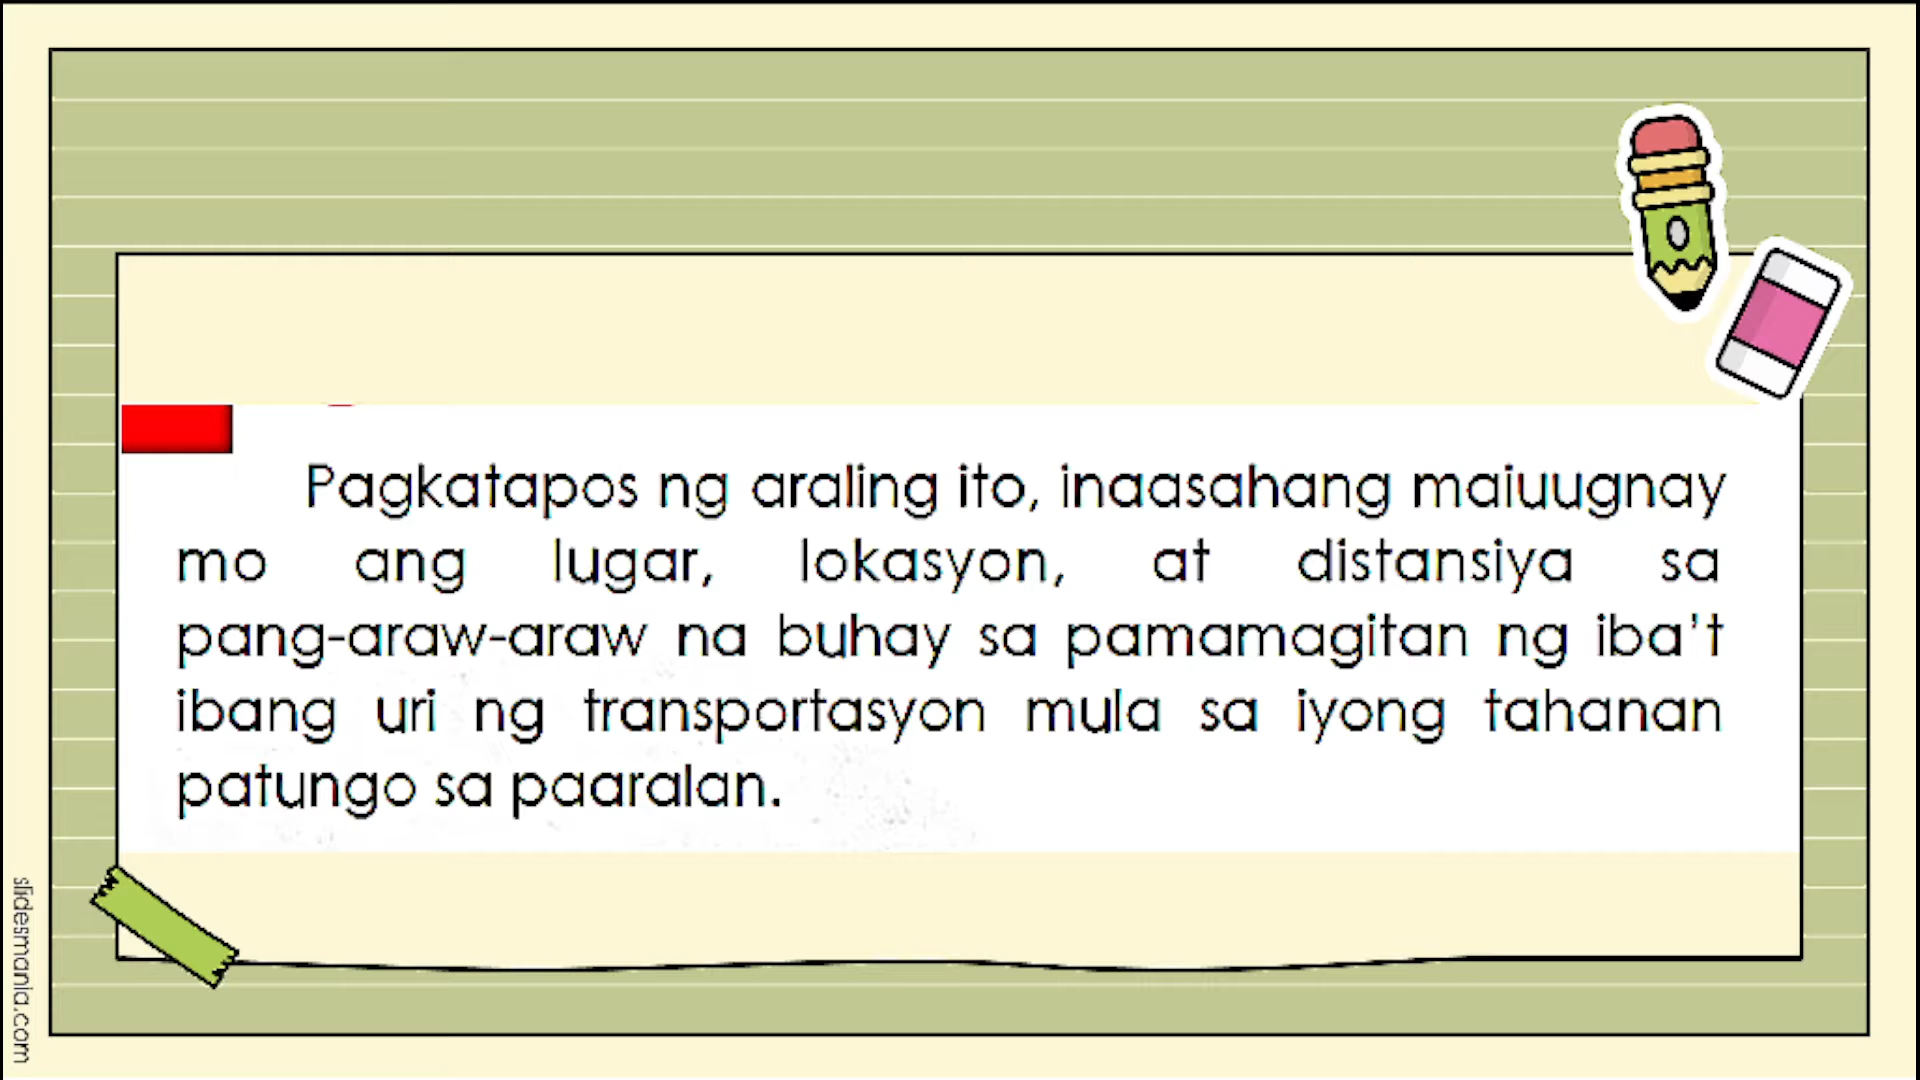 Pagkatapos ng araling ito, inaasahang maiuugnay
mo ang lugar, lokasyon, at distansiya sa
pang-araw-araw na buhay sa pamamagitan ng iba't
ibang uri ng transportasyon mula sa iyong tahanan
patungo sa paaralan.
slidesmania.com